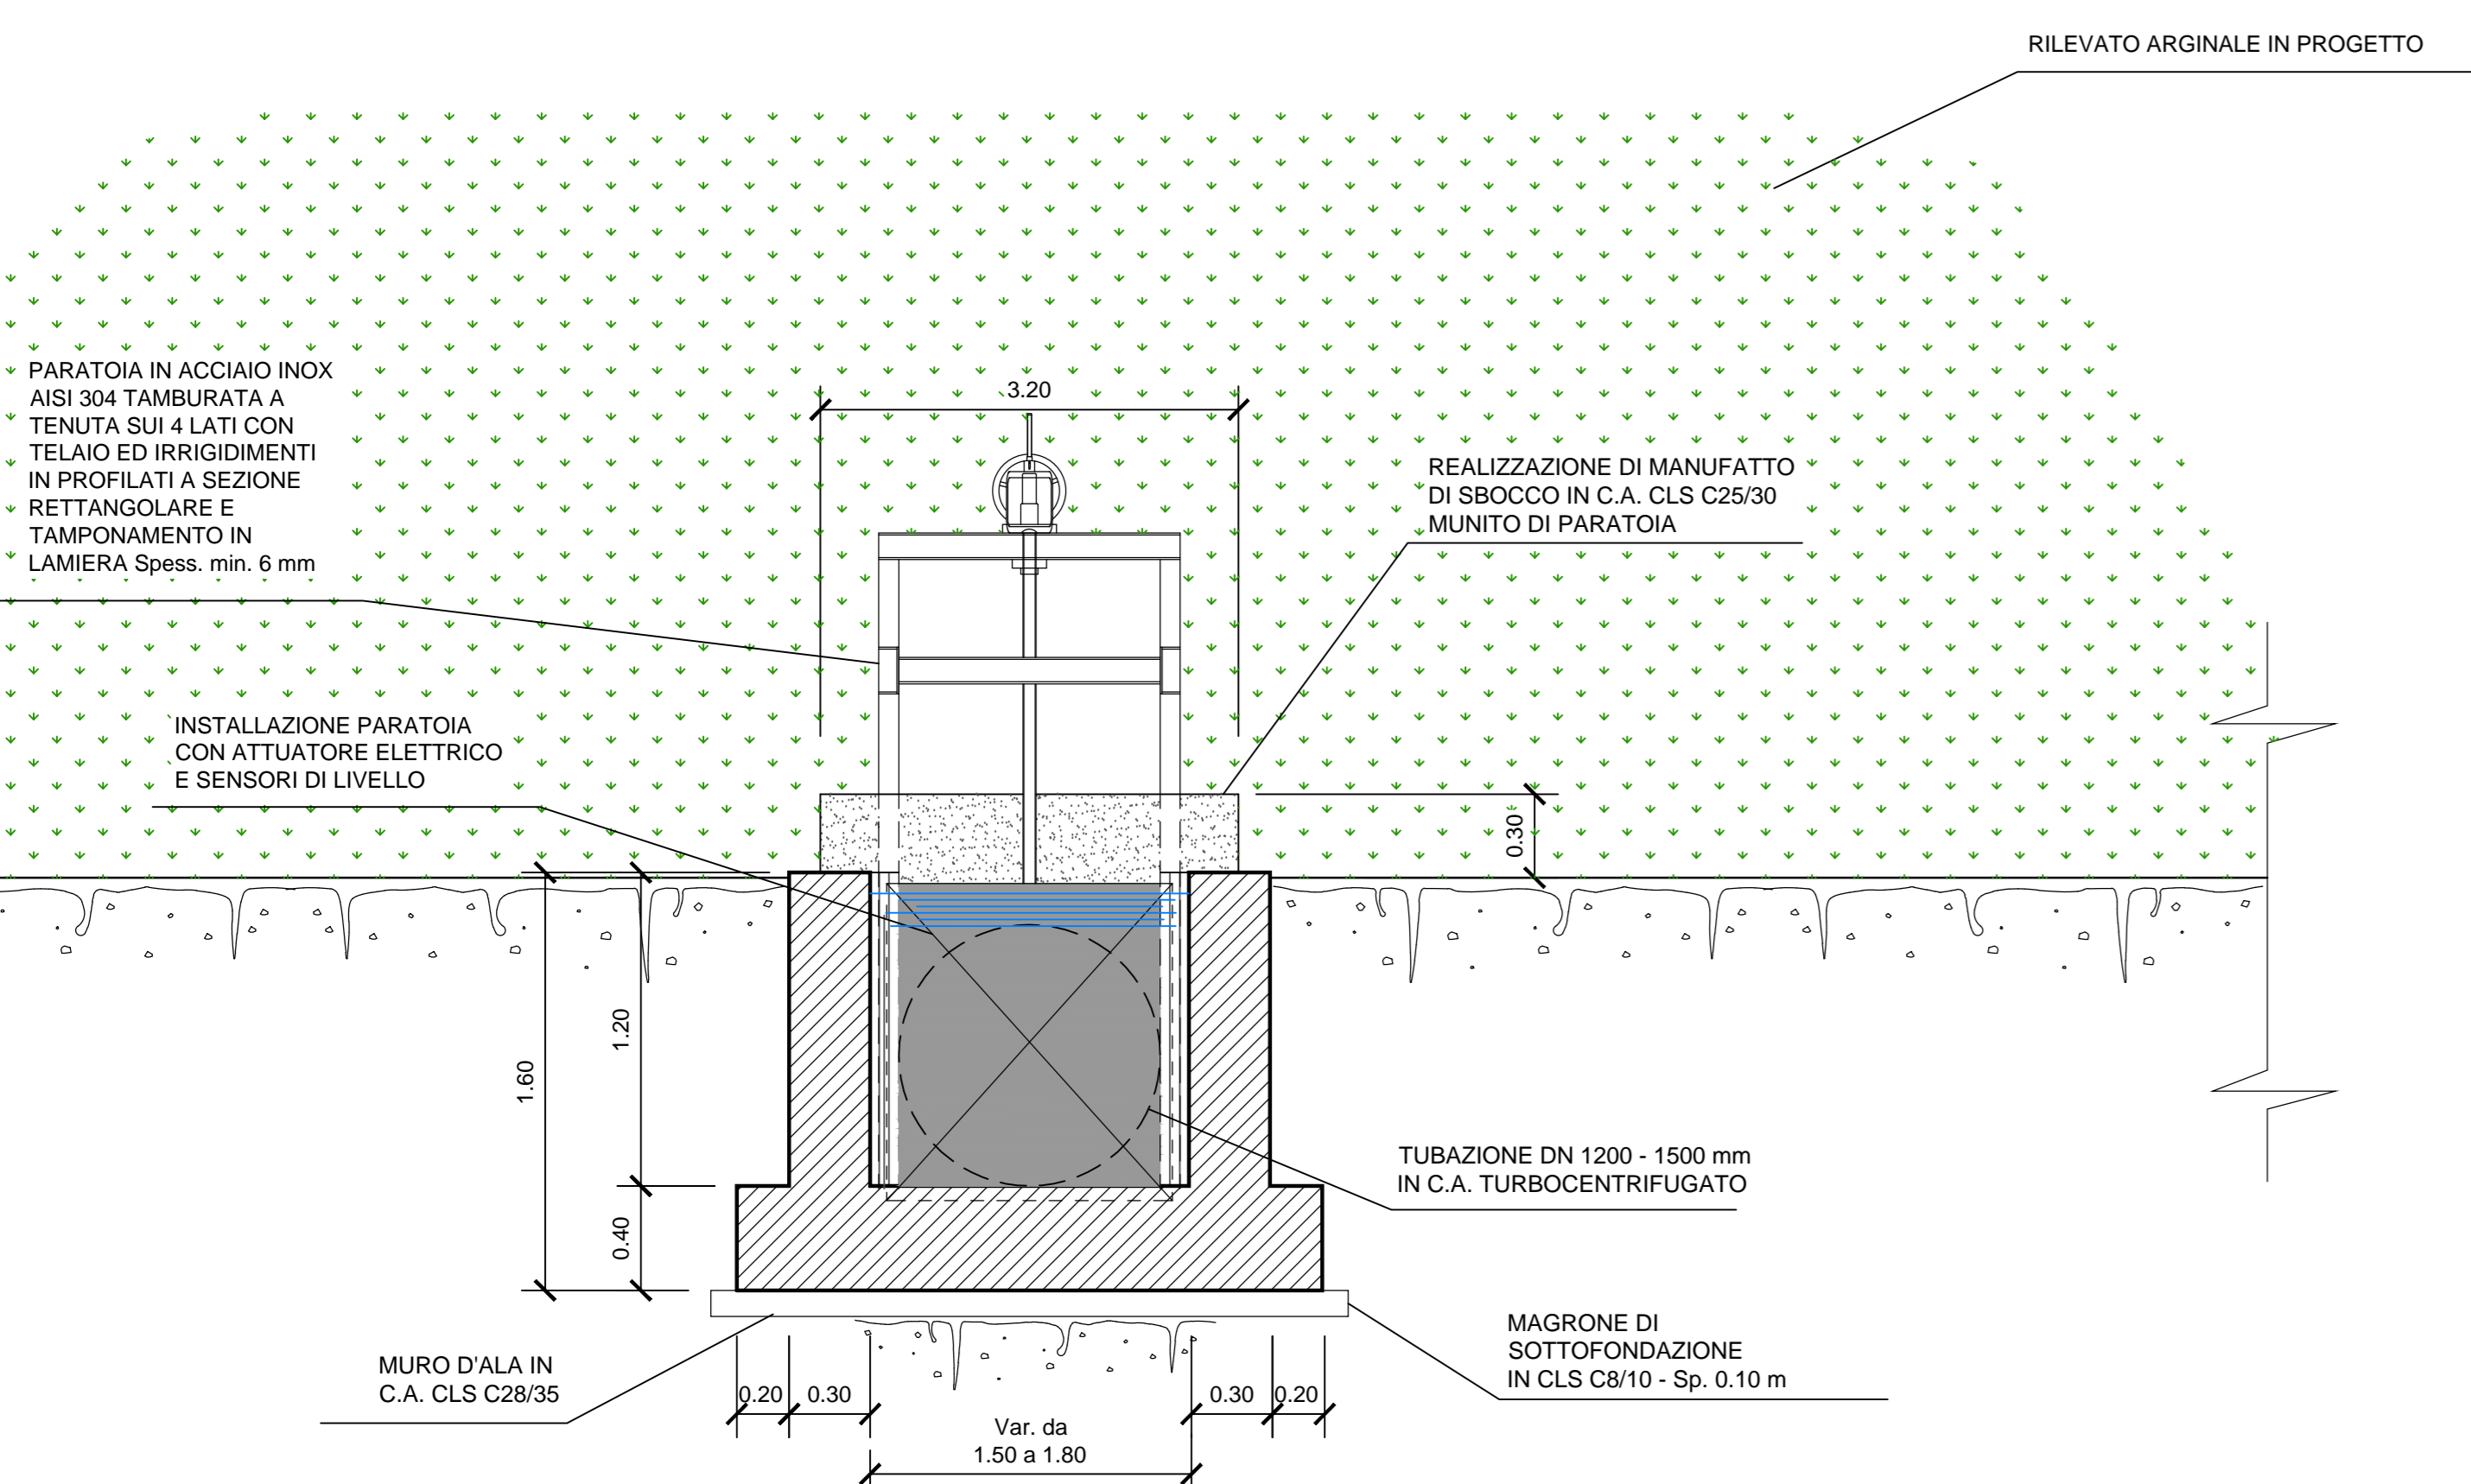 RILEVATO ARGINALE IN PROGETTO
PARATOIA IN ACCIAIO INOX
AISI 304 TAMBURATA A
TENUTA SUI 4 LATI CON
TELAIO ED IRRIGIDIMENTI
IN PROFILATI A SEZIONE
RETTANGOLARE E
TAMPONAMENTO IN
LAMIERA Spess. min. 6 mm
3.20
REALIZZAZIONE DI MANUFATTO
DI SBOCCO IN C.A. CLS C25/30
MUNITO DI PARATOIA
INSTALLAZIONE PARATOIA
CON ATTUATORE ELETTRICO
E SENSORI DI LIVELLO
0.30
1.20
1.60
0.40
TUBAZIONE DN 1200 - 1500 mm
IN C.A. TURBOCENTRIFUGATO
MURO D'ALA IN
C.A. CLS C28/35
MAGRONE DI
SOTTOFONDAZIONE
IN CLS C8/10 - Sp. 0.10 m
0.20 0.30 0.30 0.20
Var. da
1.50 a 1.80